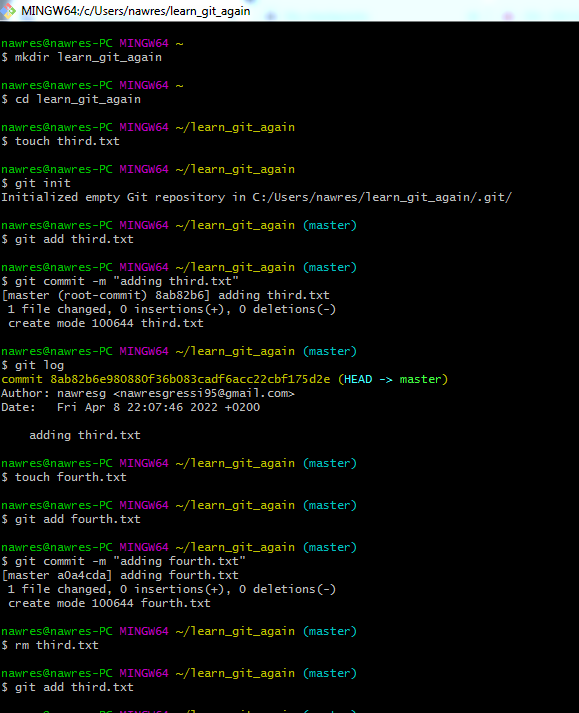 MINGW64:/c/Users/nawres/learn_git_again
nawres@nawres-PC MINGW64 ~
$ mkdir learn_git_again
nawres@nawres-PC MINGW64 ~
$ cd learn_git_again
nawres@nawres-PC MINGW64 ~/learn_git_again
$ touch third.txt
nawres@nawres-PC MINGW64 ~/learn_git_again
$ git init
Initialized empty Git repository in C:/Users/nawres/learn_git_again/.git/
nawres@nawres-PC MINGW64 ~/learn_git_again (master)
$ git add third.txt
nawres@nawres-PC MINGW64 ~/learn_git_again (master)
$ git commit -m "adding third.txt"
[master (root-commit) 8ab82b6] adding third.txt
 1 file changed, 0 insertions(+), 0 deletions(-)
 create mode 100644 third.txt
nawres@nawres-PC MINGW64 ~/learn_git_again (master)
$ git log
commit 8ab82b6e980880f36b083cadf6acc22cbf175d2e (HEAD -> master)
Author: nawresg <nawresgressi95@gmail.com>
Date:   Fri Apr 8 22:07:46 2022 +0200
    adding third.txt
nawres@nawres-PC MINGW64 ~/learn_git_again (master)
$ touch fourth.txt
nawres@nawres-PC MINGW64 ~/learn_git_again (master)
$ git add fourth.txt
nawres@nawres-PC MINGW64 ~/learn_git_again (master)
$ git commit -m "adding fourth.txt"
[master a0a4cda] adding fourth.txt
 1 file changed, 0 insertions(+), 0 deletions(-)
 create mode 100644 fourth.txt
nawres@nawres-PC MINGW64 ~/learn_git_again (master)
$ rm third.txt
nawres@nawres-PC MINGW64 ~/learn_git_again (master)
$ git add third.txt
nawres@nawres-PC MINGW64 ~/learn_git_again (master)